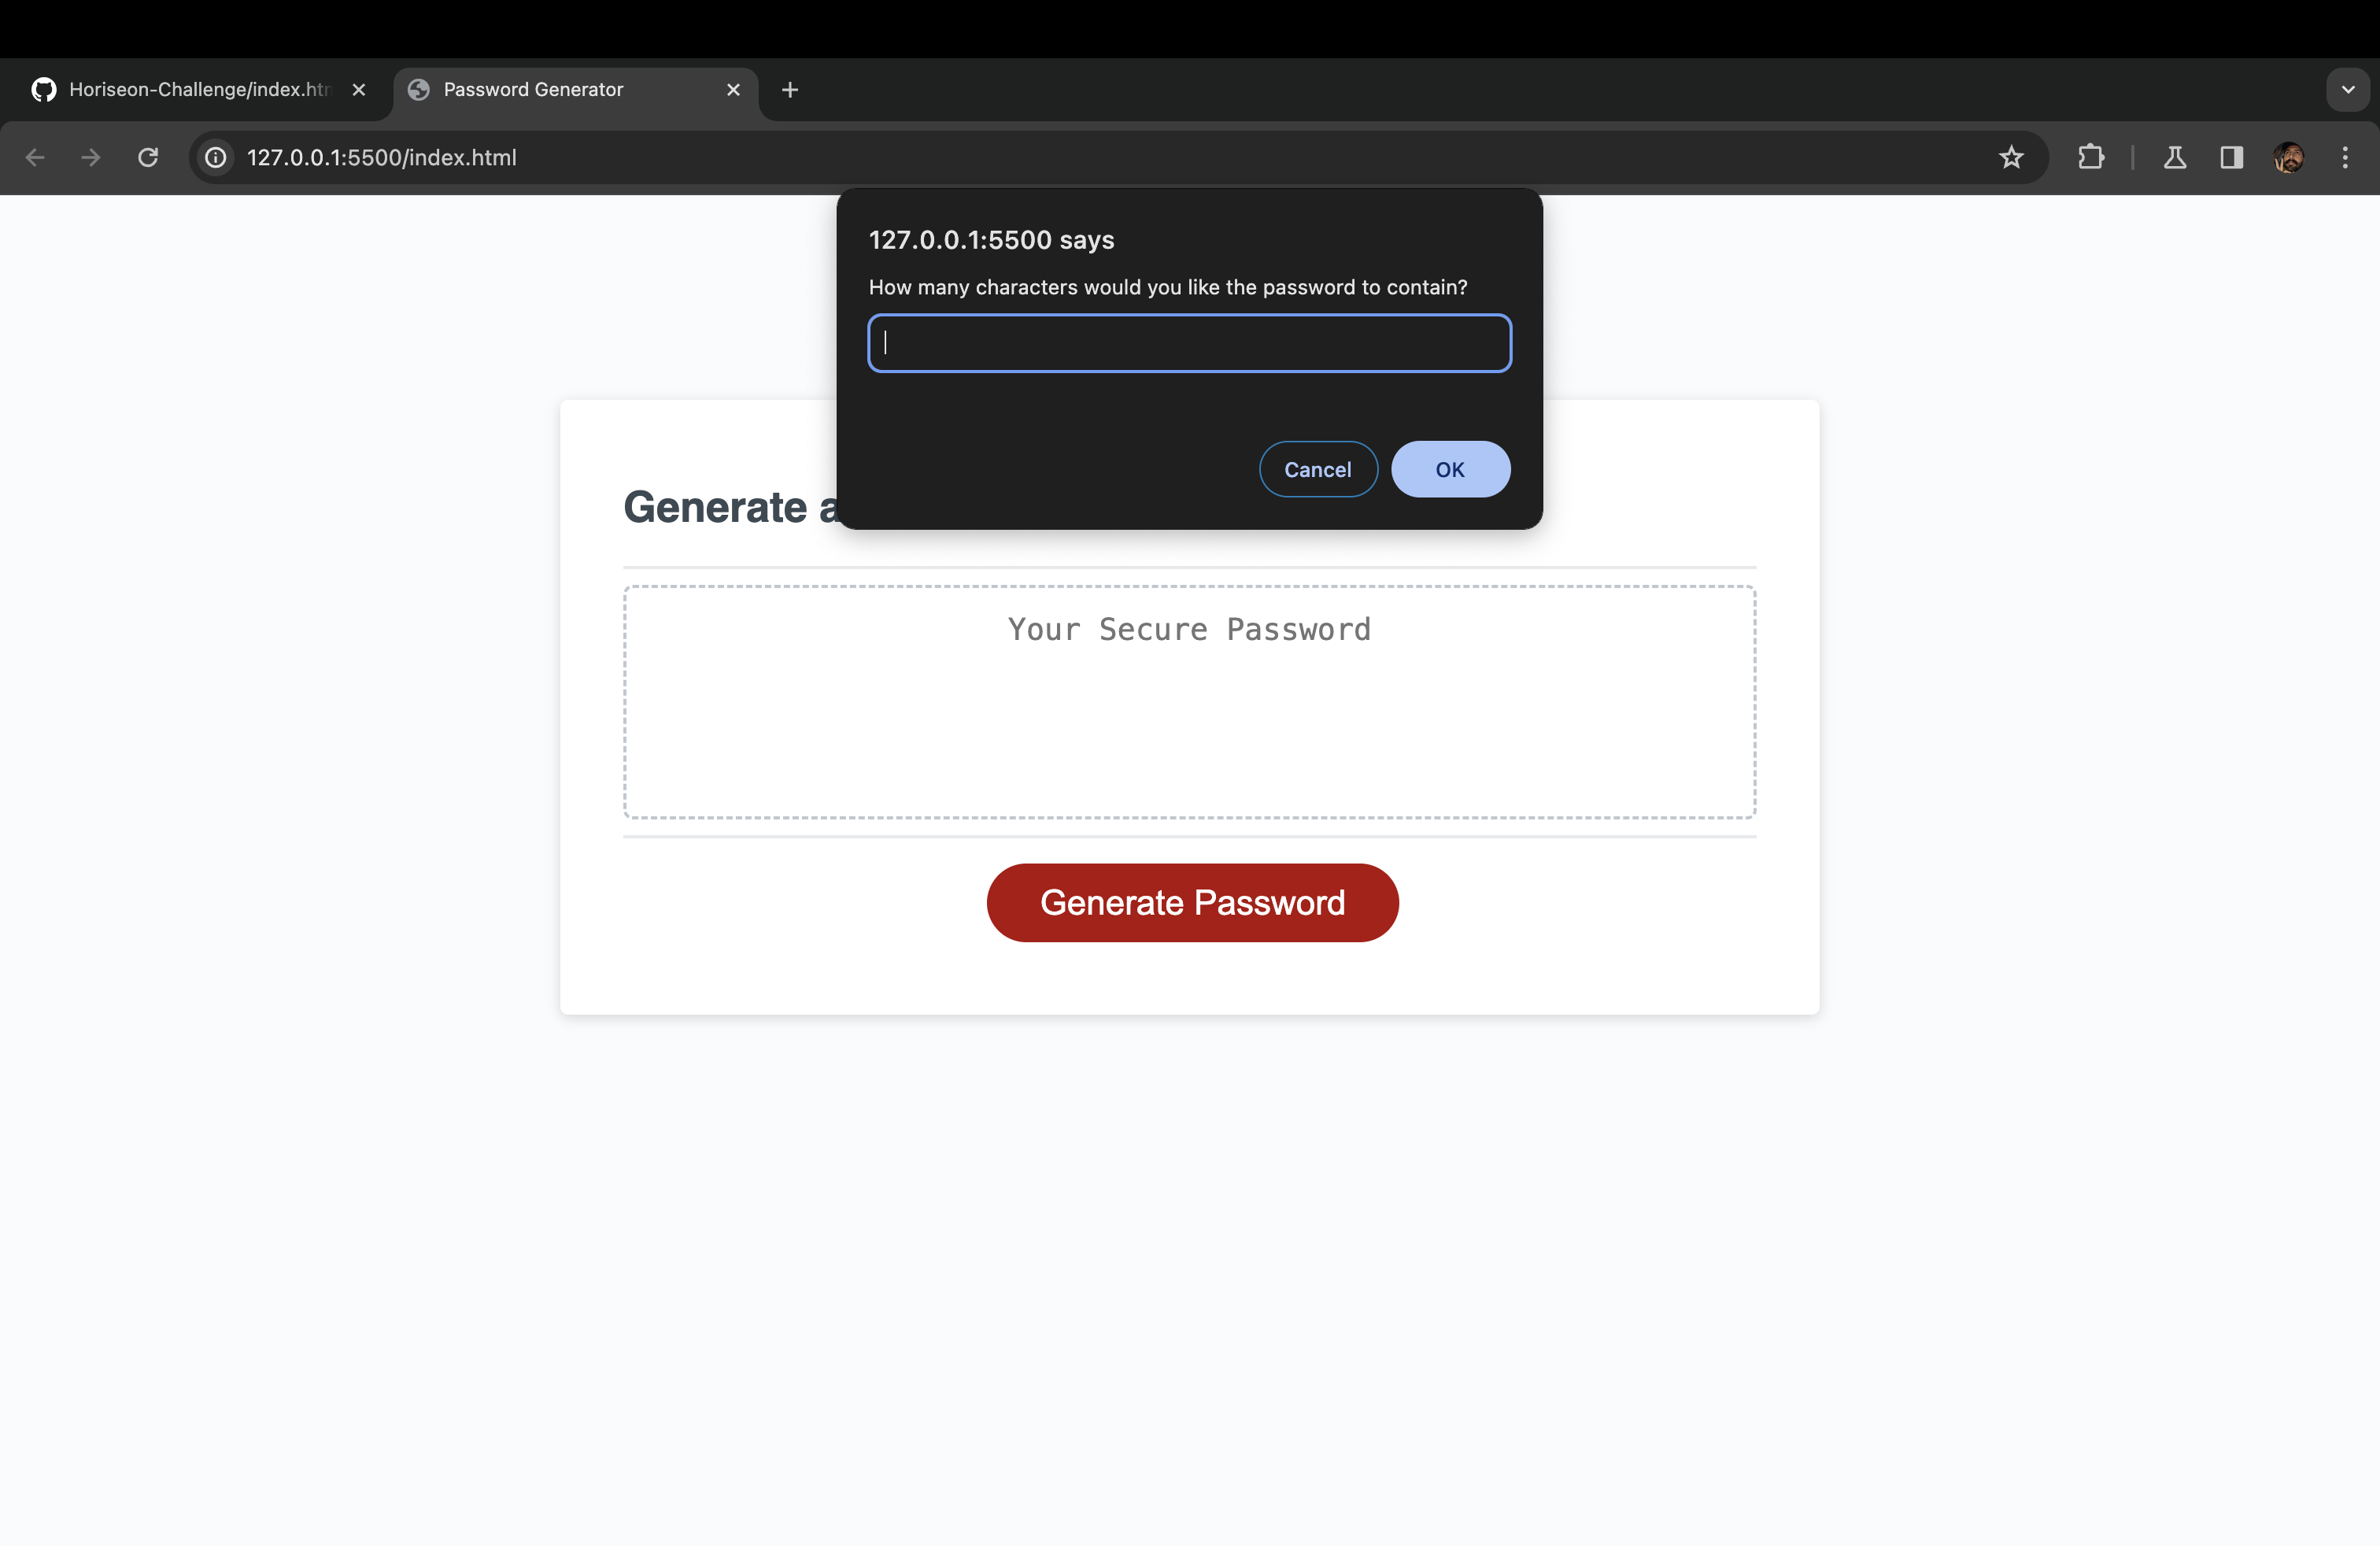 Horiseon-Challenge/index.htm
Password Generator
127.0.0.1:5500/index.html
127.0.0.1:5500 says
How many characters would you like the password to contain?
Cancel
OK
Generate a
Your Secure Password
Generate Password